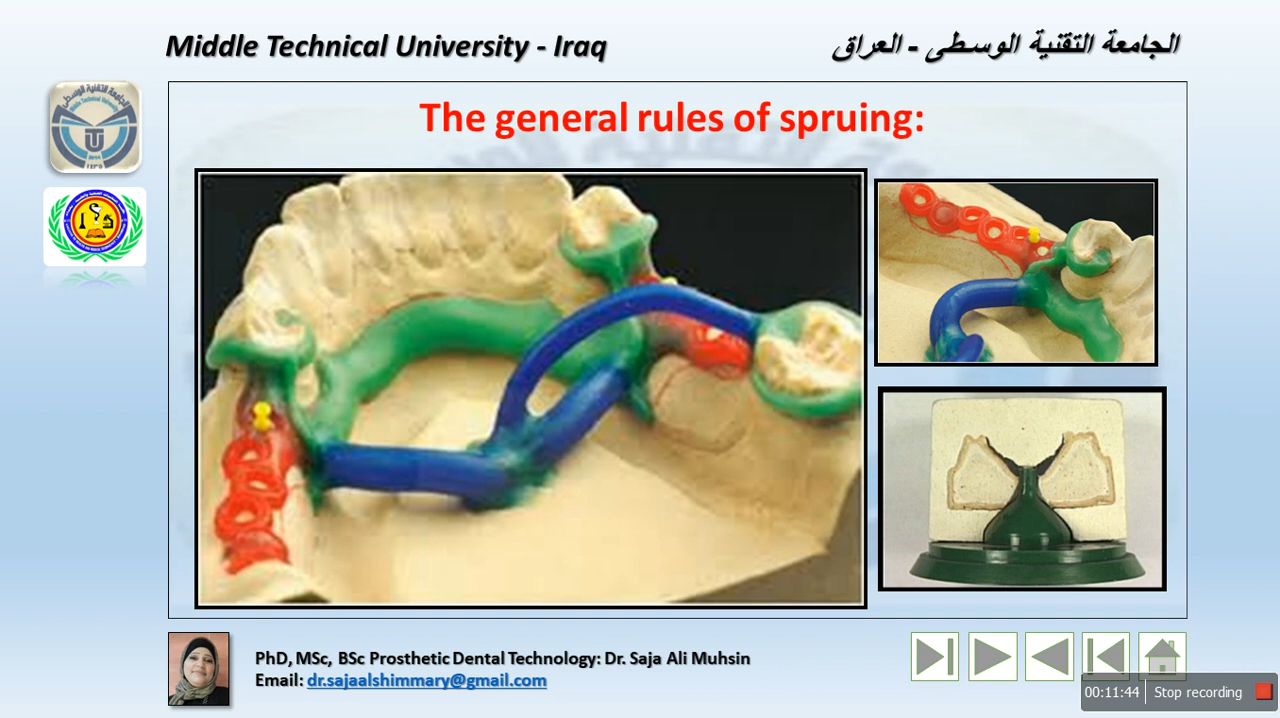 Middle Technical University - Iraq
الجامعة التقنية الوسطى - العراق
The general rules of spruing:
PhD, MSc, BSc Prosthetic Dental Technology: Dr. Saja Ali Muhsin
Email: dr.sajaalshimmary@gmail.com
00:11:44
Stop recording